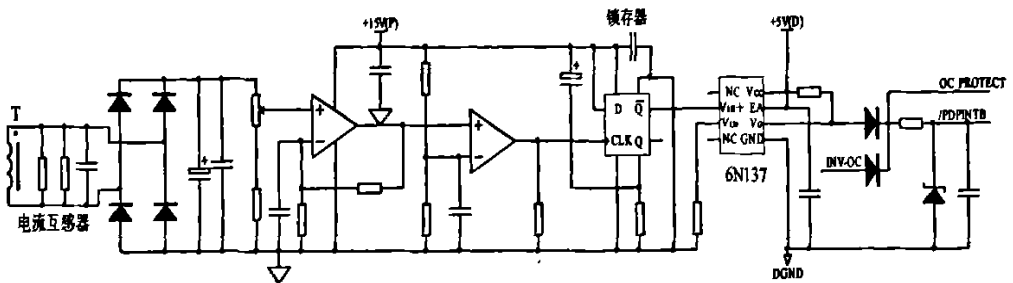 锁存器
+15V(P)
+5V(D)
T
电流互感器
+
+
+
-
+
-
+
D
Q̅
CLK
Q
NC
Vcc
VIN+
EA
VIN-
Vo
NC
GND
6N137
OC PROTECT
/PDPINTB
INV-OC
DGND